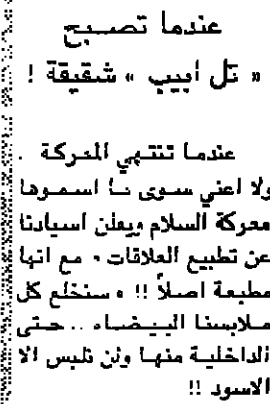 عندما تصبح
« تل أبيب » شقيقة !
عندما تنتهي المعركة .
ولا اعني سوى ما اسموها
معركة السلام ويعلن اسيادنا
عن تطبيع العلاقات « مع انها
مطبعة اصلاً !! » سنخلع كل
ملابسنا البيضاء .. حتى
الداخلية منها ولن نلبس الا
الاسود !!